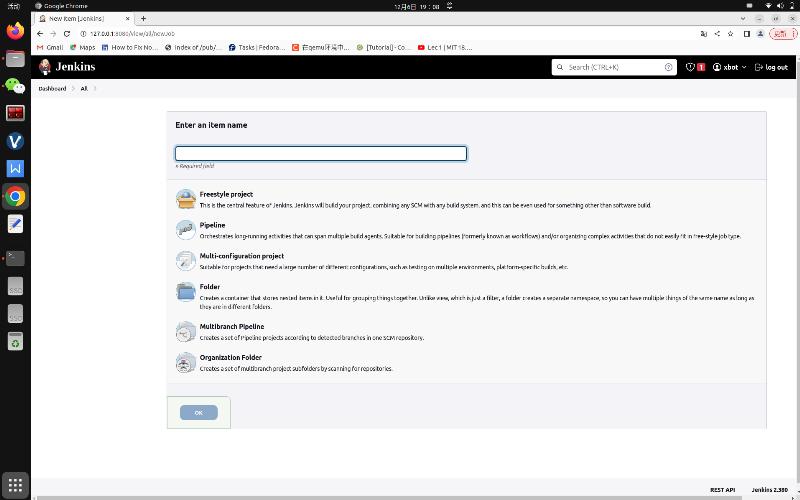 活动
Google Chrome
12月6日 19：08
New Item [Jenkins]
127.0.0.1:8080/view/all/newJob
更新
Gmail
Maps
How to Fix No...
Index of /pub/...
Tasks | Fedora...
在qemu环境中...
[Tutorial] - Co...
Lec1 | MIT 18....
Jenkins
Search (CTRL+K)
1
xbot
log out
Dashboard
All
Enter an item name
» Required field
Freestyle project
This is the central feature of Jenkins. Jenkins will build your project, combining any SCM with any build system, and this can be even used for something other than software build.
Pipeline
Orchestrates long-running activities that can span multiple build agents. Suitable for building pipelines (formerly known as workflows) and/or organizing complex activities that do not easily fit in free-style job type.
Multi-configuration project
Suitable for projects that need a large number of different configurations, such as testing on multiple environments, platform-specific builds, etc.
Folder
Creates a container that stores nested items in it. Useful for grouping things together. Unlike view, which is just a filter, a folder creates a separate namespace, so you can have multiple things of the same name as long as
they are in different folders.
Multibranch Pipeline
Creates a set of Pipeline projects according to detected branches in one SCM repository.
Organization Folder
Creates a set of multibranch project subfolders by scanning for repositories.
OK
REST API
Jenkins 2.380